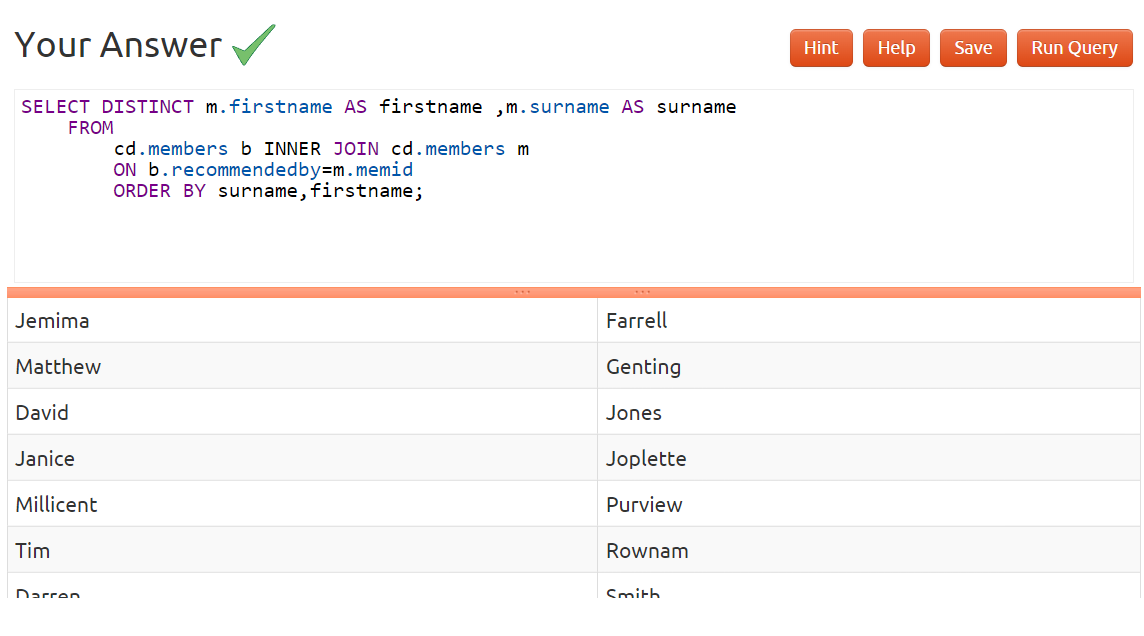 Your Answer
Hint Help Save Run Query
SELECT DISTINCT m.firstname AS firstname ,m.surname AS surname
FROM
cd.members b INNER JOIN cd.members m
ON b.recommendedby=m.memid
ORDER BY surname,firstname;
Jemima Farrell
Matthew Genting
David Jones
Janice Joplette
Millicent Purview
Tim Rownam
Darren Smith